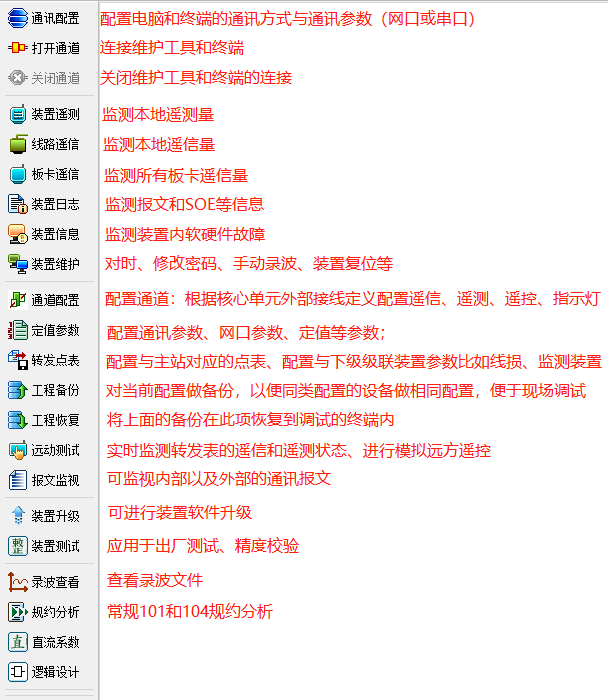 通讯配置 配置电脑和终端的通讯方式与通讯参数（网口或串口）
打开通道 连接维护工具和终端
关闭通道 关闭维护工具和终端的连接
装置遥测 监测本地遥测量
线路遥信 监测本地遥信量
板卡遥信 监测所有板卡遥信量
装置日志 监测报文和SOE等信息
装置信息 监测装置内软硬件故障
装置维护 对时、修改密码、手动录波、装置复位等
通道配置 配置通道：根据核心单元外部接线定义配置遥信、遥测、遥控、指示灯
定值参数 配置通讯参数、网口参数、定值等参数;
转发点表 配置与主站对应的点表、配置与下级级联装置参数比如线损、监测装置
工程备份 对当前配置做备份，以便同类配置的设备做相同配置，便于现场调试
工程恢复 将上面的备份在此项恢复到调试的终端内
远动测试 实时监测转发表的遥信和遥测状态、进行模拟远方遥控
报文监视 可监视内部以及外部的通讯报文
装置升级 可进行装置软件升级
整 装置测试 应用于出厂测试、精度校验
录波查看 查看录波文件
规约分析 常规101和104规约分析
直 直流系数
逻辑设计